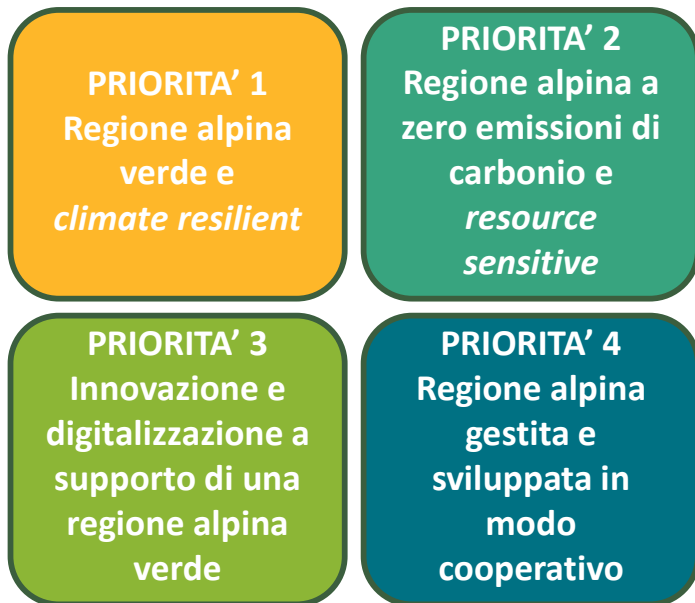 PRIORITA’ 1
Regione alpina
verde e
climate resilient
PRIORITA’ 2
Regione alpina a
zero emissioni di
carbonio e
resource
sensitive
PRIORITA’ 3
Innovazione e
digitalizzazione a
supporto di una
regione alpina
verde
PRIORITA’ 4
Regione alpina
gestita e
sviluppata in
modo
cooperativo